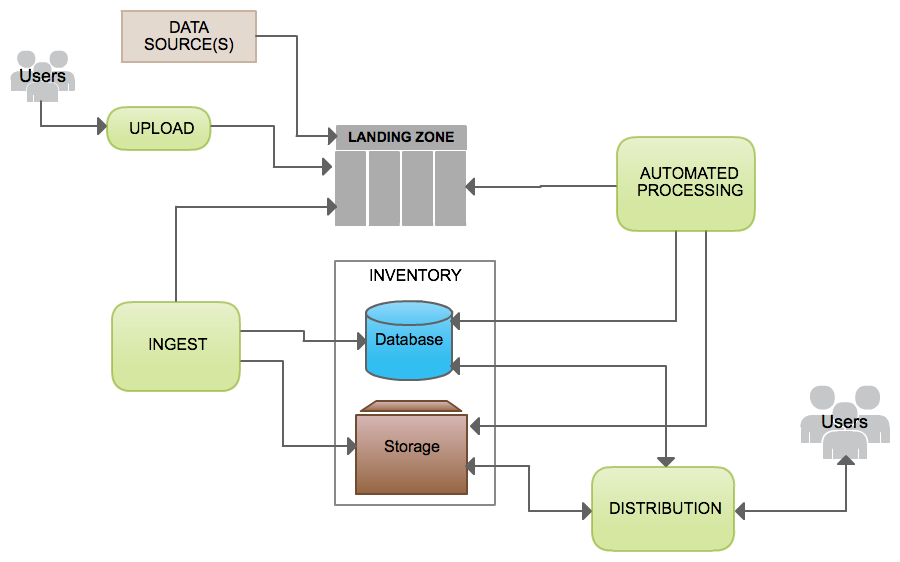 DATA
SOURCE(S)
Users
UPLOAD
LANDING ZONE
AUTOMATED
PROCESSING
INVENTORY
INGEST
Database
Storage
Users
DISTRIBUTION